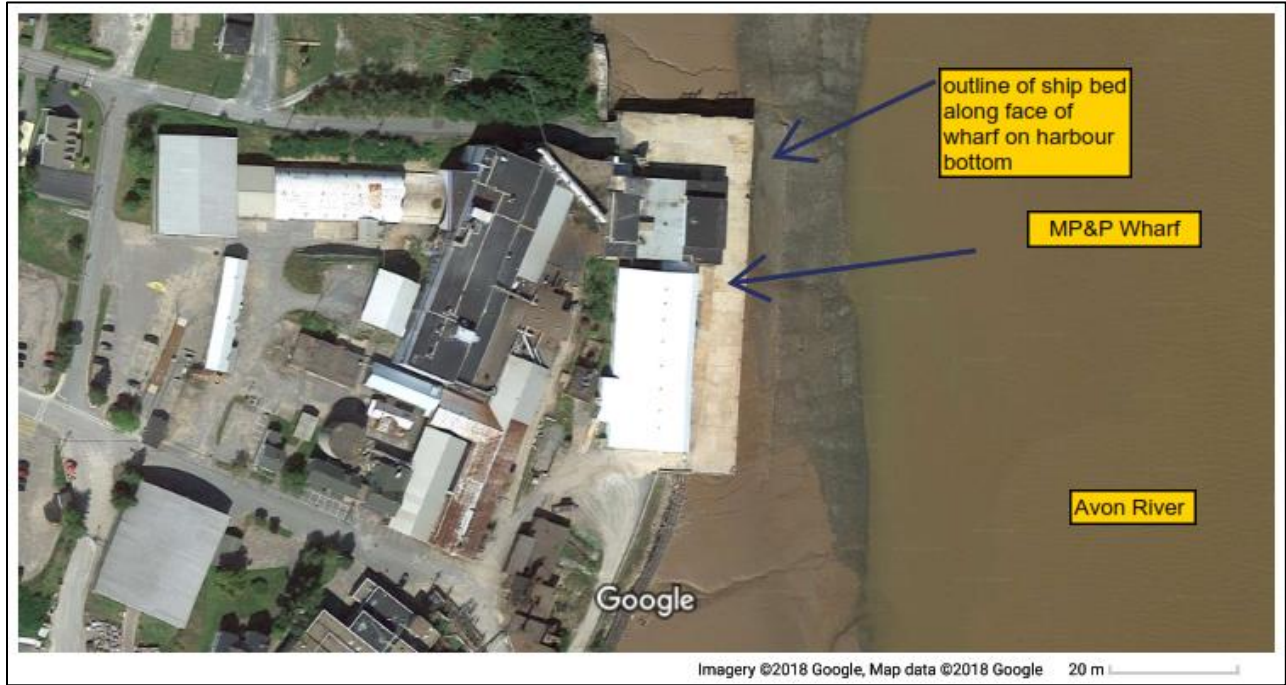 outline of ship bed
along face of
wharf on harbour
bottom
MP&P Wharf
Avon River
Google
Imagery ©2018 Google, Map data ©2018 Google 20 m